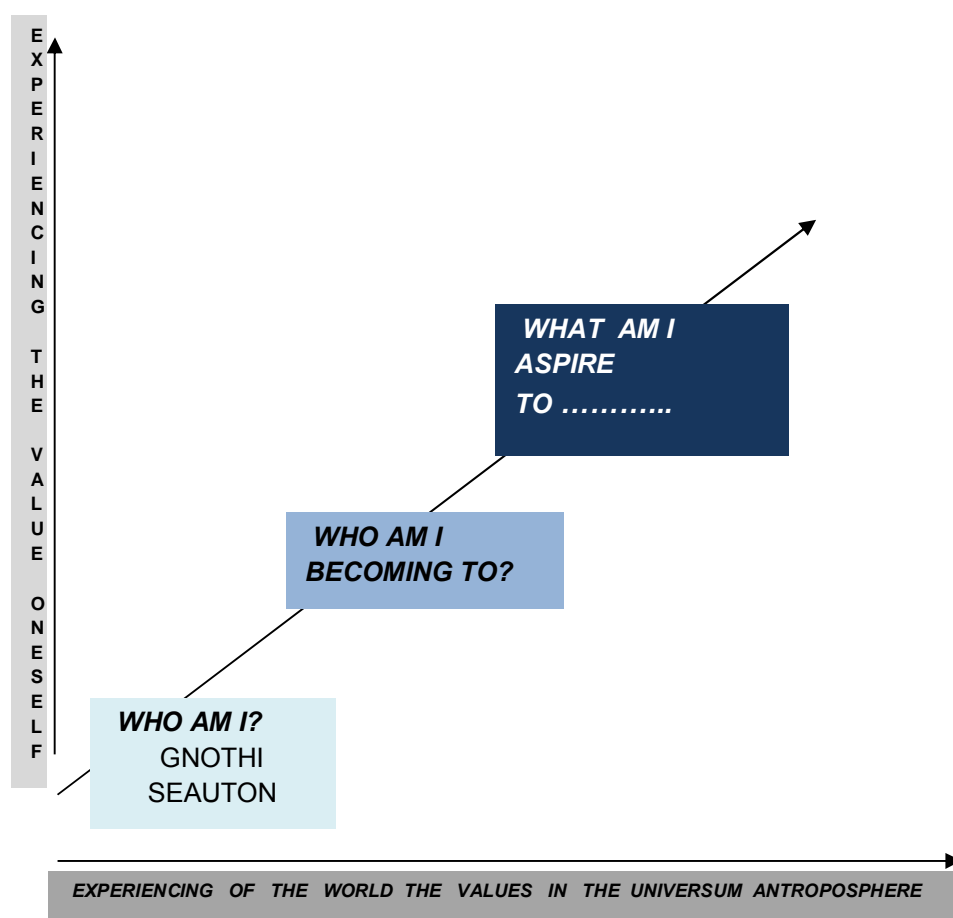 EXPERIENCING THE VALUE ONESELF
WHAT AM I
ASPIRE
TO ………...
WHO AM I
BECOMING TO?
WHO AM I?
GNOTHI
SEAUTON
EXPERIENCING OF THE WORLD THE VALUES IN THE UNIVERSUM ANTROPOSPHERE